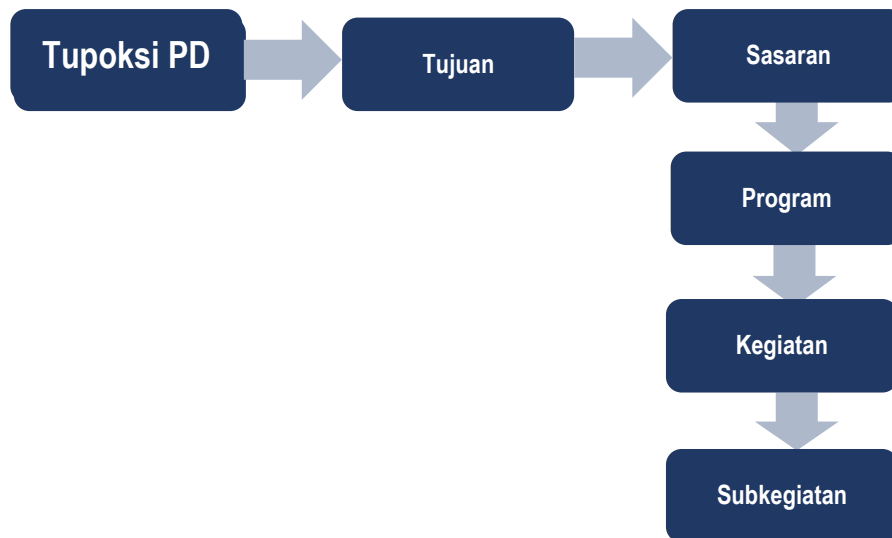 Tupoksi PD
Tujuan
Sasaran
Program
Kegiatan
Subkegiatan